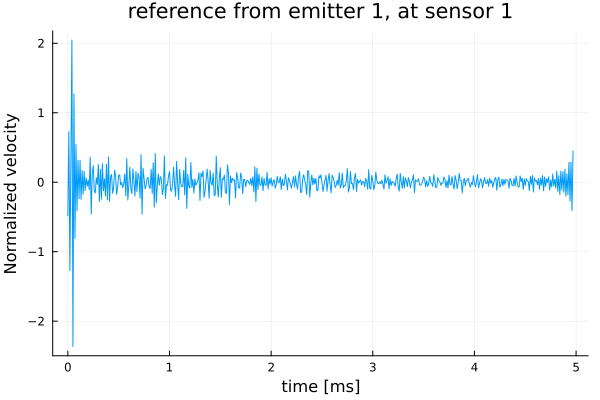 reference from emitter 1, at sensor 1
Normalized velocity
2
1
0
−1
−2
0 1 2 3 4 5
time [ms]